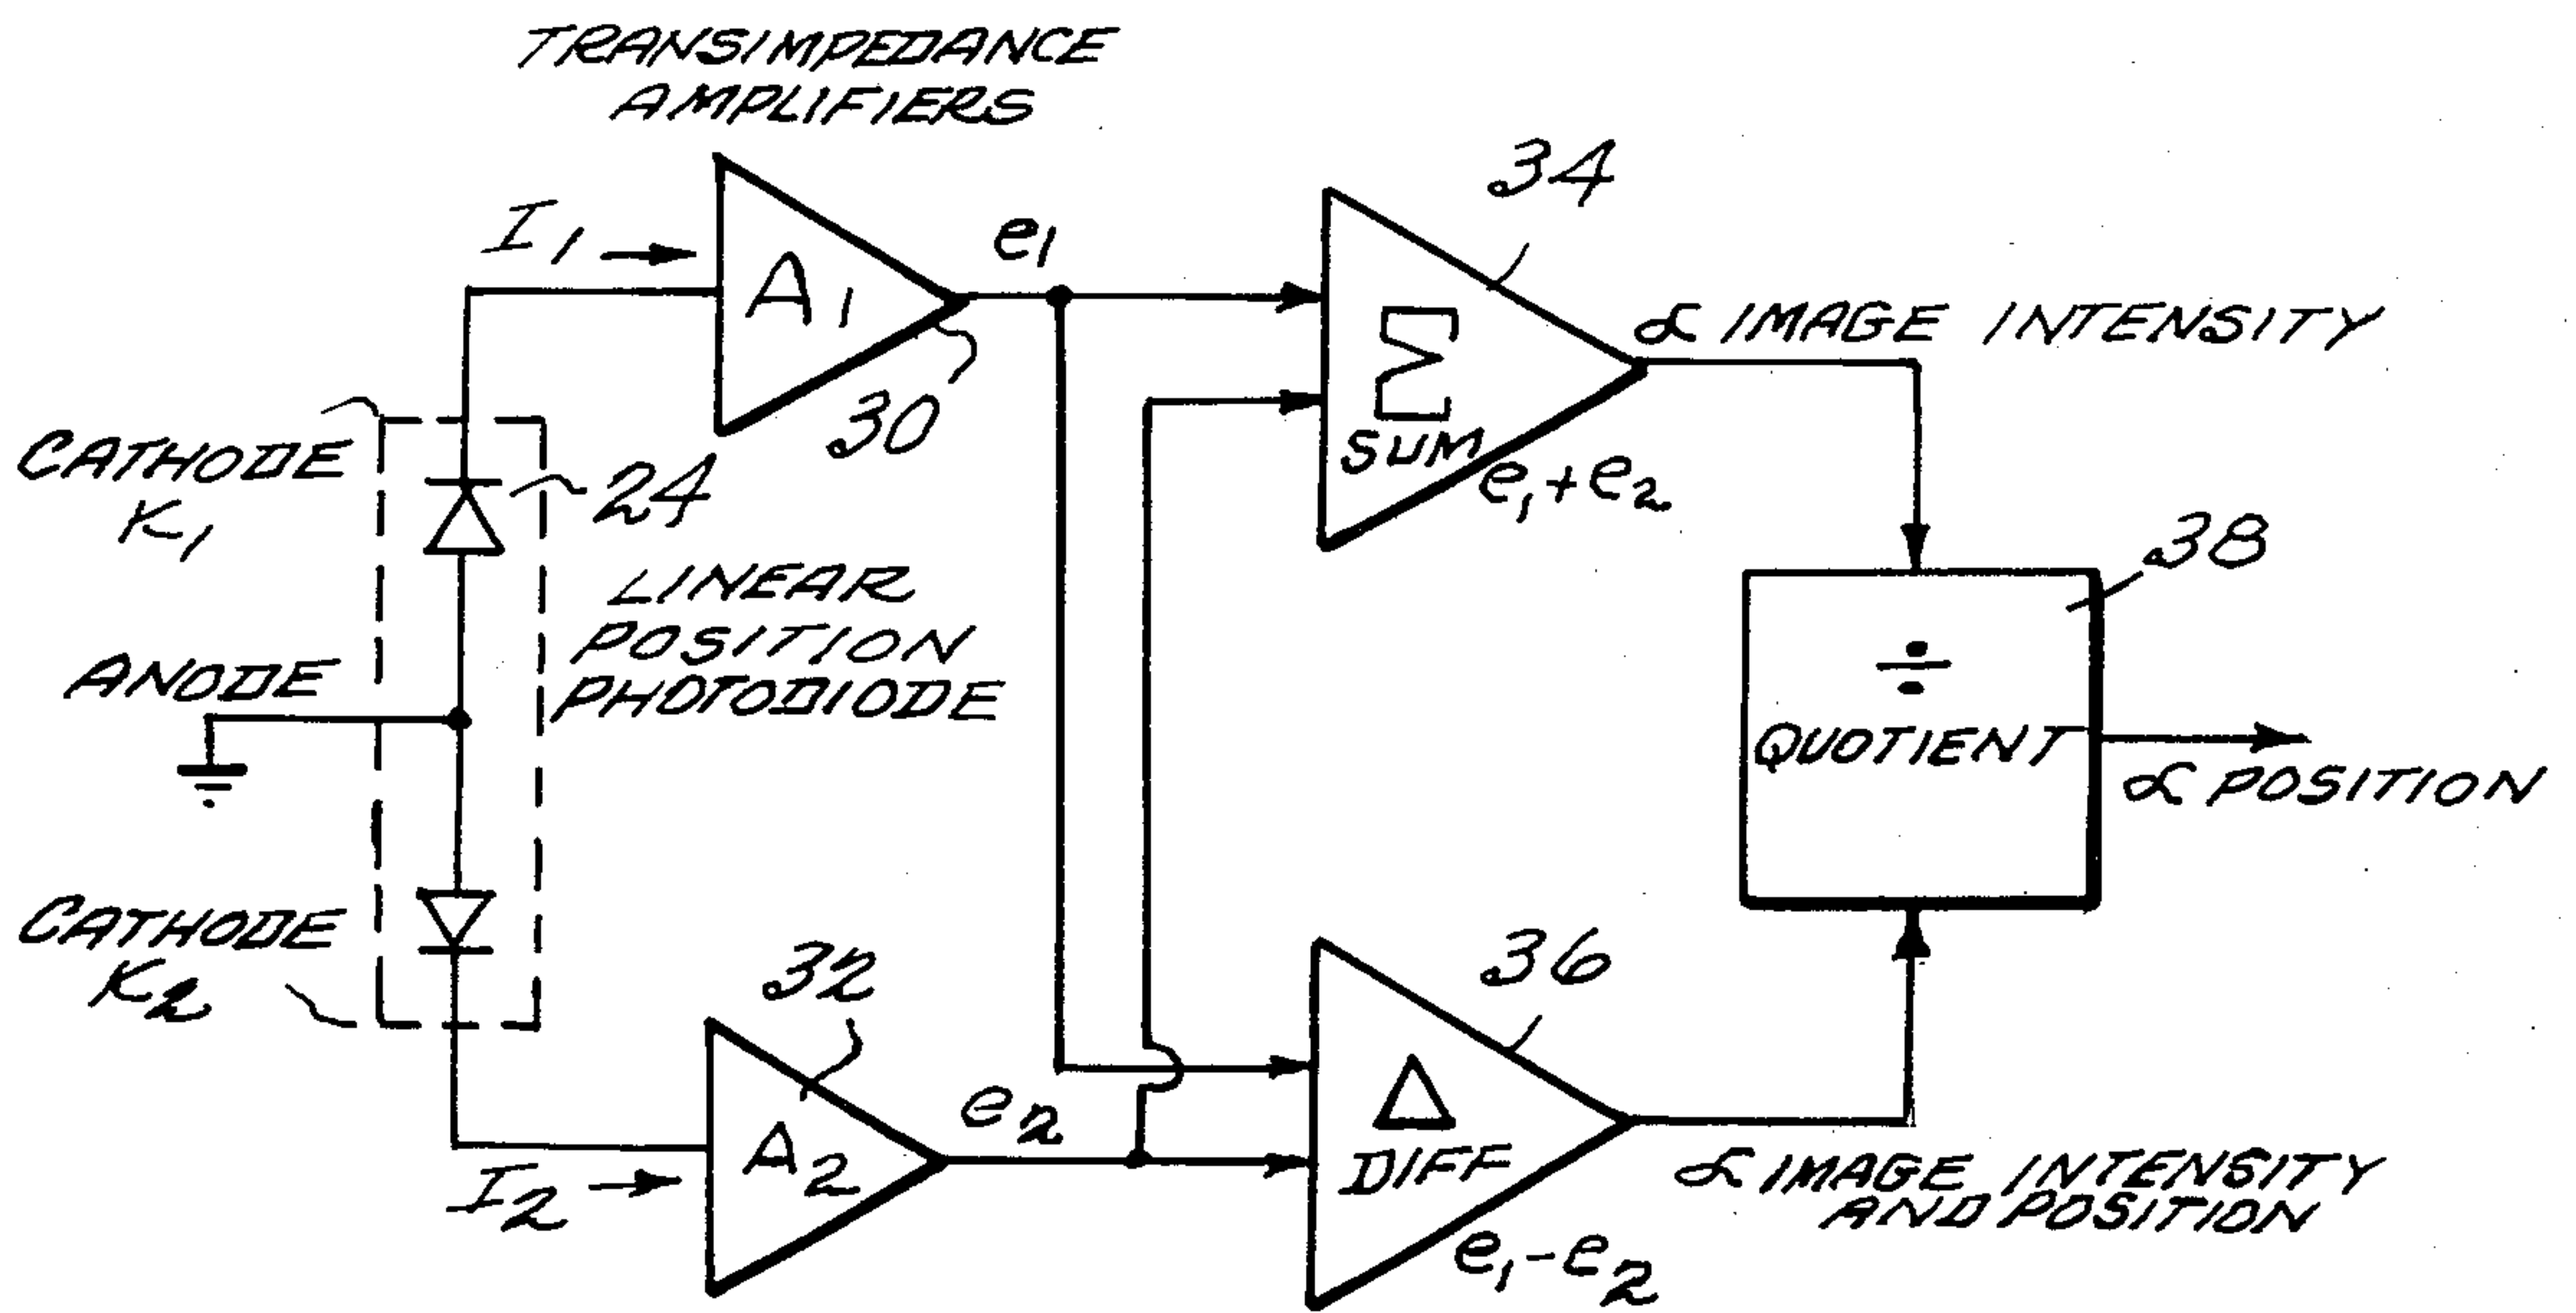 TRANSIMPEDANCE
AMPLIFIERS
I1
A1
e1
30
34
Σ
SUM
e1+e2
∝ IMAGE INTENSITY
CATHODE
K1
24
LINEAR
POSITION
PHOTODIODE
ANODE
38
÷
QUOTIENT
∝ POSITION
CATHODE
K2
32
I2
A2
e2
36
Δ
DIFF
e1-e2
∝ IMAGE INTENSITY
AND POSITION